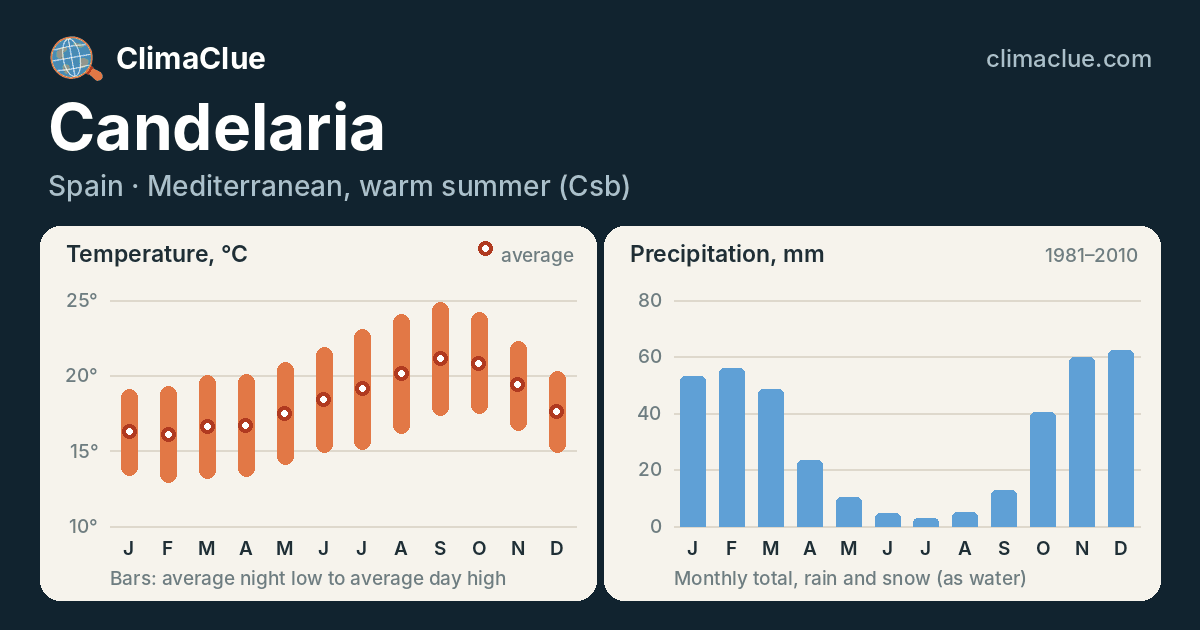 ClimaClue
climaclue.com
Candelaria
Spain · Mediterranean, warm summer (Csb)
Temperature, °C
average
25°
20°
15°
10°
J F M A M J J A S O N D
Bars: average night low to average day high
Precipitation, mm
1981–2010
80
60
40
20
0
J F M A M J J A S O N D
Monthly total, rain and snow (as water)